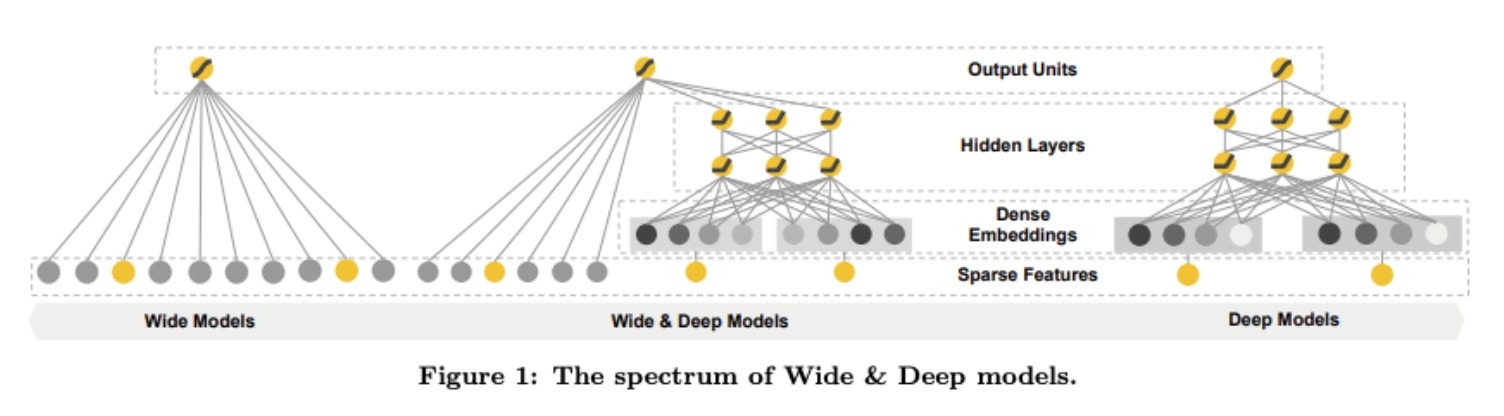 Output Units
Hidden Layers
Dense
Embeddings
Sparse Features
Wide Models
Wide & Deep Models
Deep Models
Figure 1: The spectrum of Wide & Deep models.